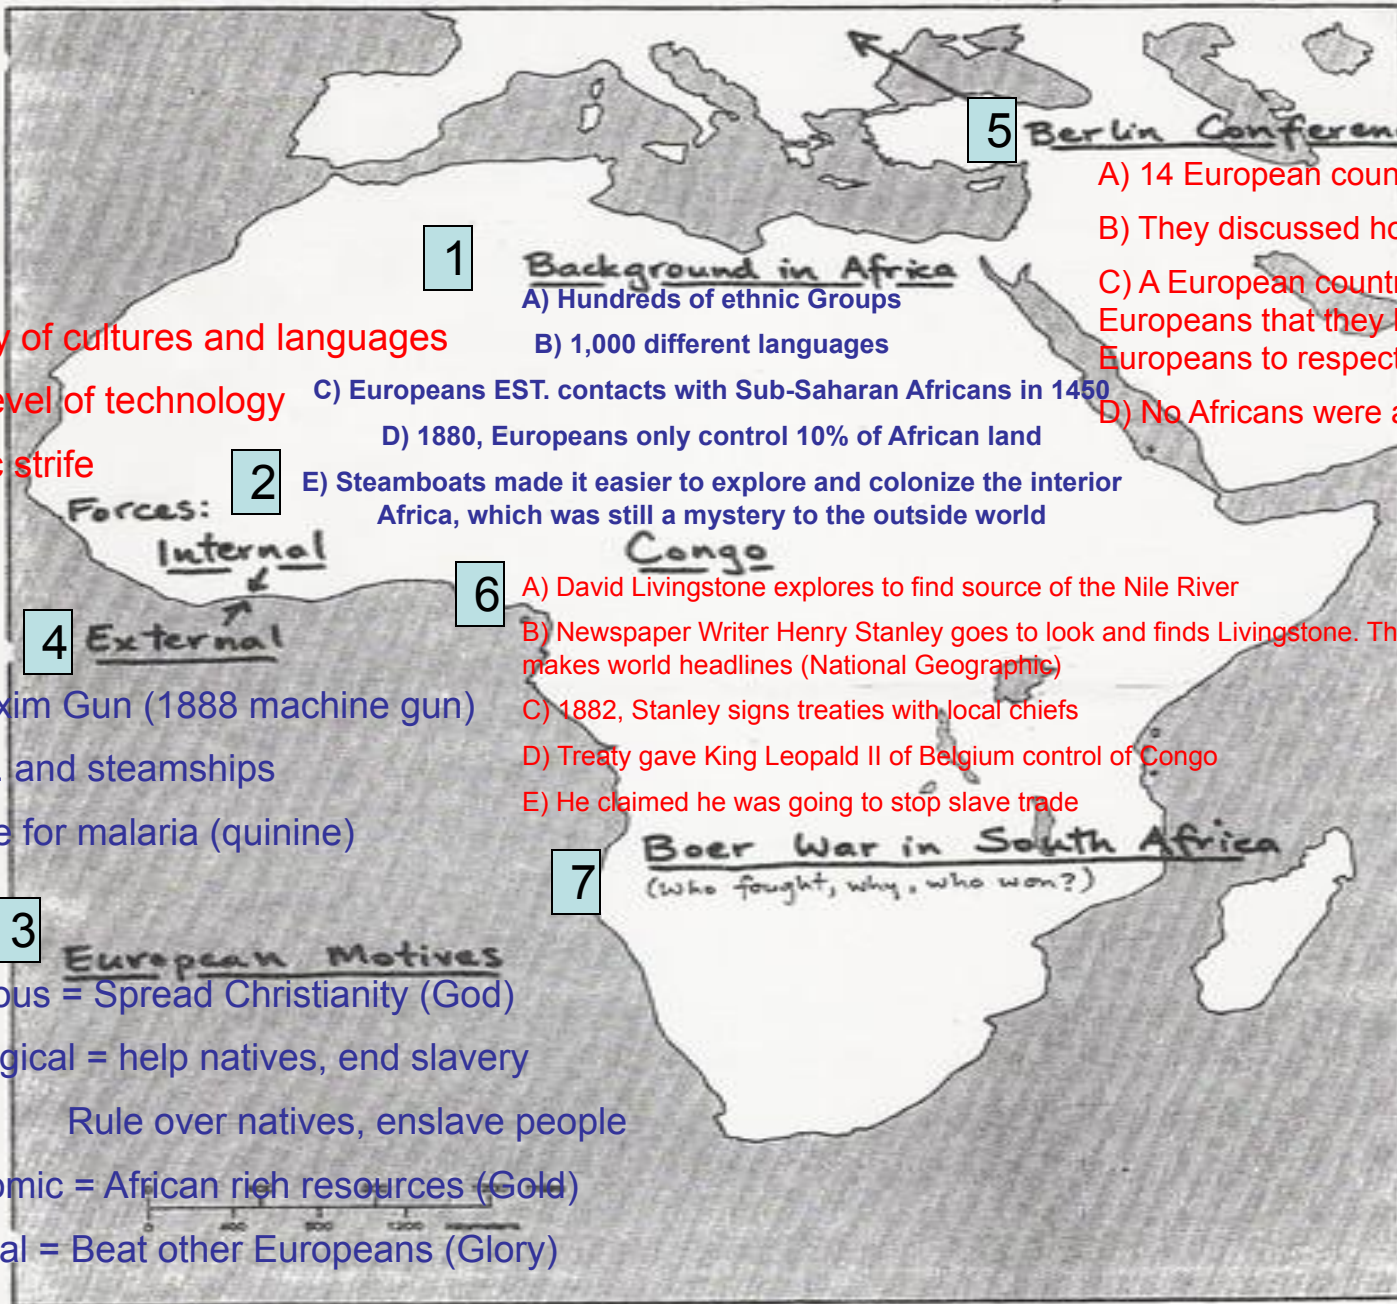 5 Berlin Conferen
A) 14 European coun
B) They discussed ho
C) A European countr
Europeans that they
Europeans to respect
D) No Africans were a
1 Background in Africa
A) Hundreds of ethnic Groups
B) 1,000 different languages
C) Europeans EST. contacts with Sub-Saharan Africans in 1450
D) 1880, Europeans only control 10% of African land
E) Steamboats made it easier to explore and colonize the interior
Africa, which was still a mystery to the outside world
y of cultures and languages
evel of technology
c strife
2
Forces:
Internal
4 External
xim Gun (1888 machine gun)
. and steamships
e for malaria (quinine)
6 Congo
A) David Livingstone explores to find source of the Nile River
B) Newspaper Writer Henry Stanley goes to look and finds Livingstone. Th
makes world headlines (National Geographic)
C) 1882, Stanley signs treaties with local chiefs
D) Treaty gave King Leopald II of Belgium control of Congo
E) He claimed he was going to stop slave trade
7 Boer War in South Africa
(who fought, why, who won?)
3 European Motives
ous = Spread Christianity (God)
gical = help natives, end slavery
Rule over natives, enslave people
omic = African rich resources (Gold)
al = Beat other Europeans (Glory)
0 400 800 1200